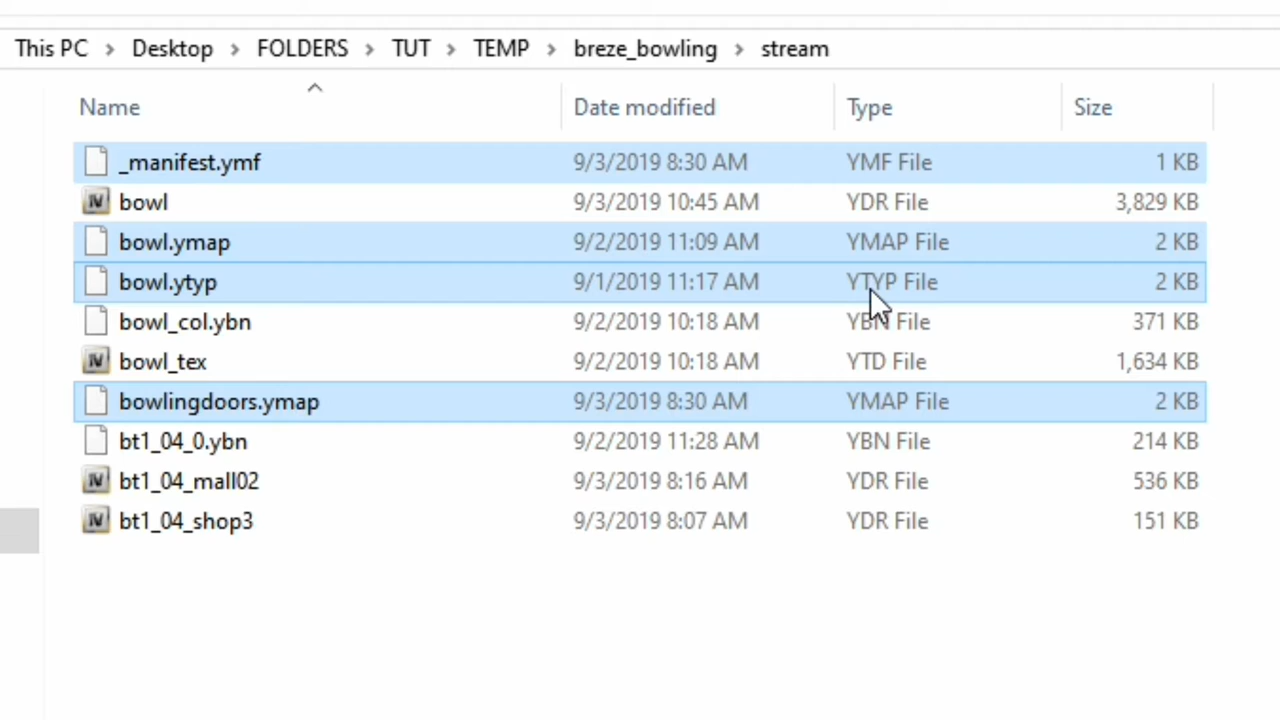 This PC > Desktop > FOLDERS > TUT > TEMP > breze_bowling > stream
Name Date modified Type Size
_manifest.ymf 9/3/2019 8:30 AM YMF File 1 KB
bowl 9/3/2019 10:45 AM YDR File 3,829 KB
bowl.ymap 9/2/2019 11:09 AM YMAP File 2 KB
bowl.ytyp 9/1/2019 11:17 AM YTYP File 2 KB
bowl_col.ybn 9/2/2019 10:18 AM YBN File 371 KB
bowl_tex 9/2/2019 10:18 AM YTD File 1,634 KB
bowlingdoors.ymap 9/3/2019 8:30 AM YMAP File 2 KB
bt1_04_0.ybn 9/2/2019 11:28 AM YBN File 214 KB
bt1_04_mall02 9/3/2019 8:16 AM YDR File 536 KB
bt1_04_shop3 9/3/2019 8:07 AM YDR File 151 KB